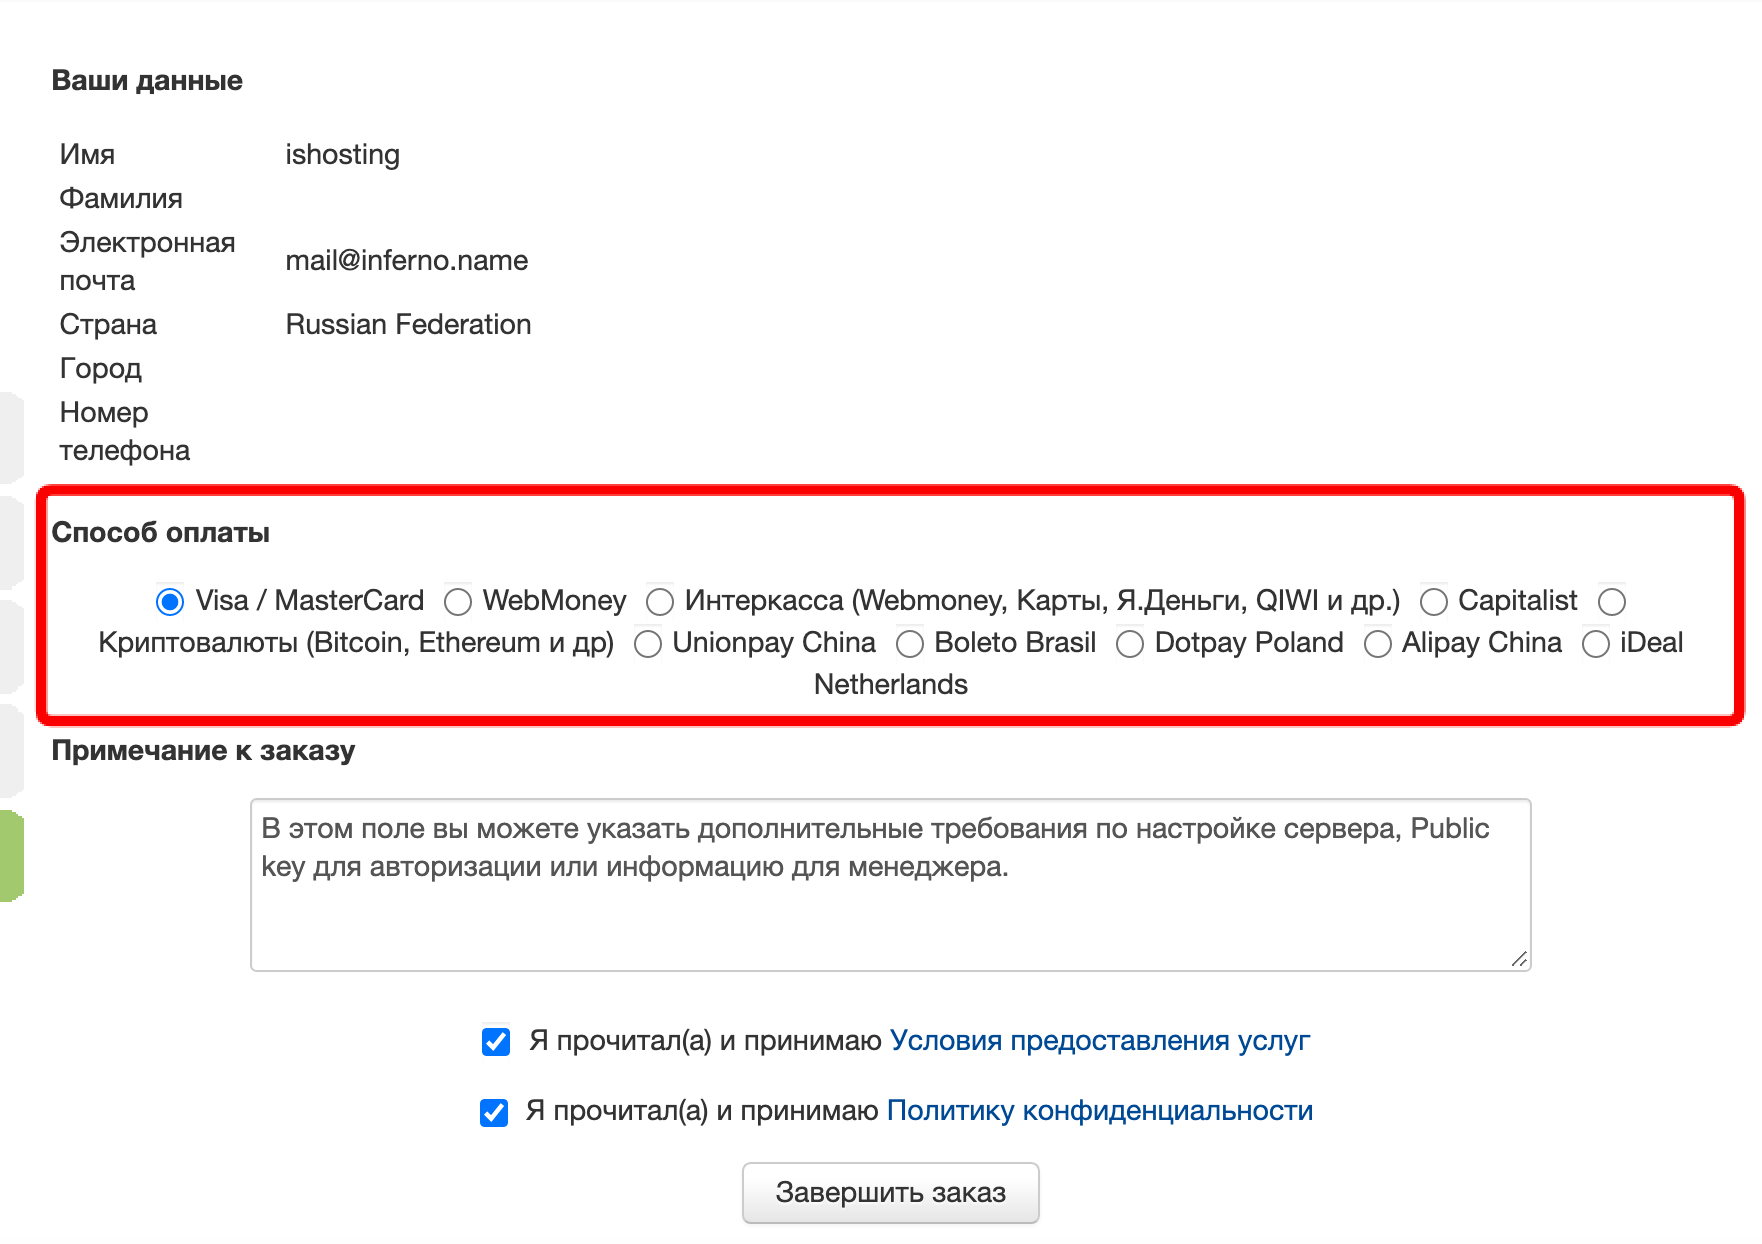 Ваши данные
Имя ishosting
Фамилия
Электронная почта mail@inferno.name
Страна Russian Federation
Город
Номер телефона
Способ оплаты
Visa / MasterCard WebMoney Интеркасса (Webmoney, Карты, Я.Деньги, QIWI и др.) Capitalist
Криптовалюты (Bitcoin, Ethereum и др) Unionpay China Boleto Brasil Dotpay Poland Alipay China iDeal
Netherlands
Примечание к заказу
В этом поле вы можете указать дополнительные требования по настройке сервера, Public
key для авторизации или информацию для менеджера.
Я прочитал(а) и принимаю Условия предоставления услуг
Я прочитал(а) и принимаю Политику конфиденциальности
Завершить заказ